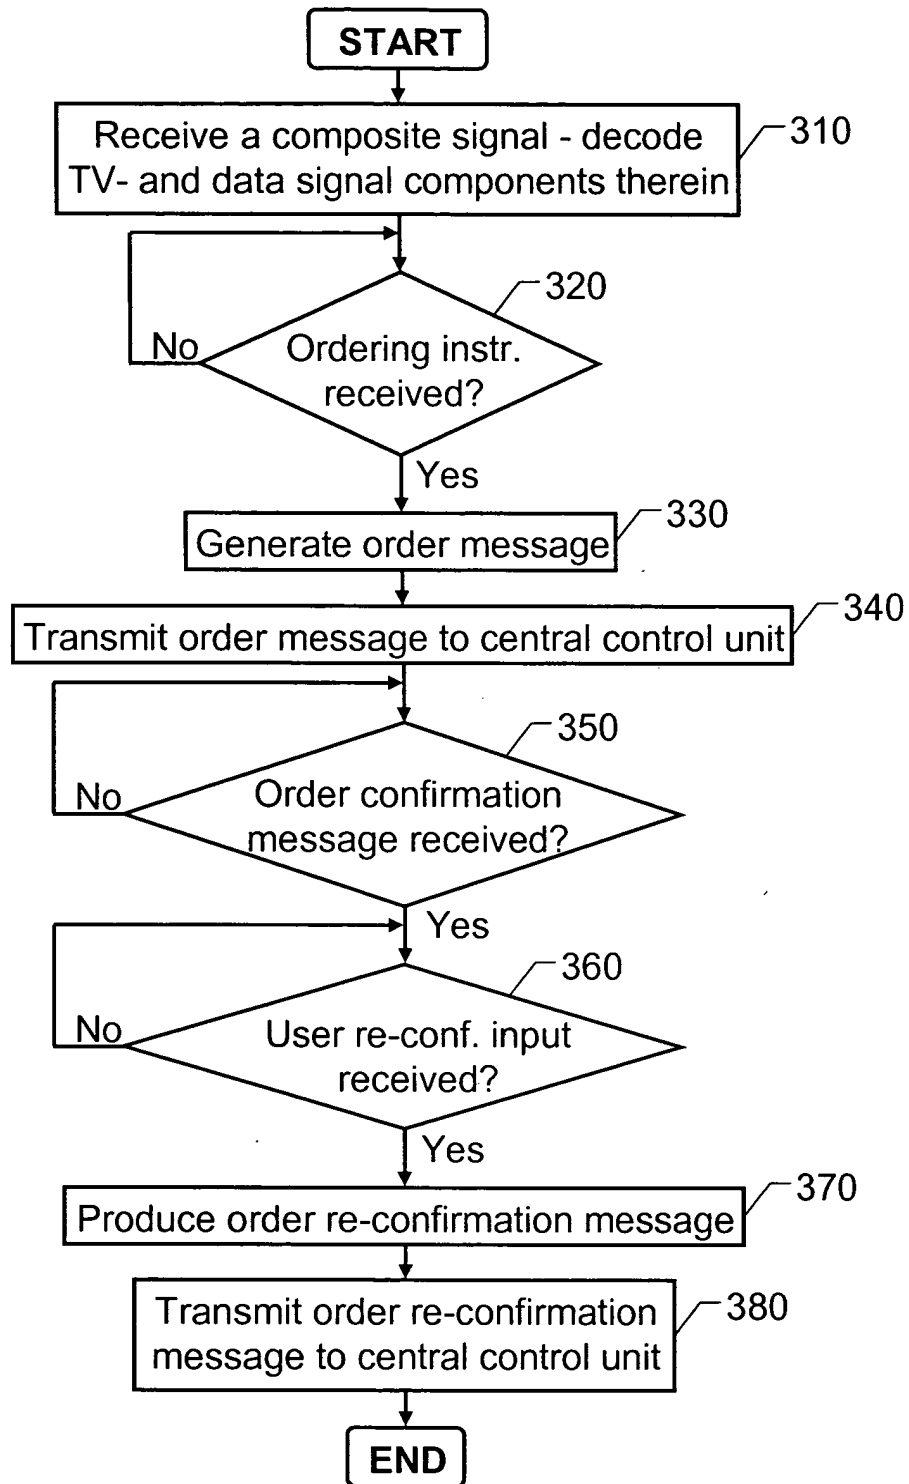 START
Receive a composite signal - decode
TV- and data signal components therein
310
320
Ordering instr.
received?
No
Yes
330
Generate order message
340
Transmit order message to central control unit
350
Order confirmation
message received?
No
Yes
360
User re-conf. input
received?
No
Yes
370
Produce order re-confirmation message
380
Transmit order re-confirmation
message to central control unit
END